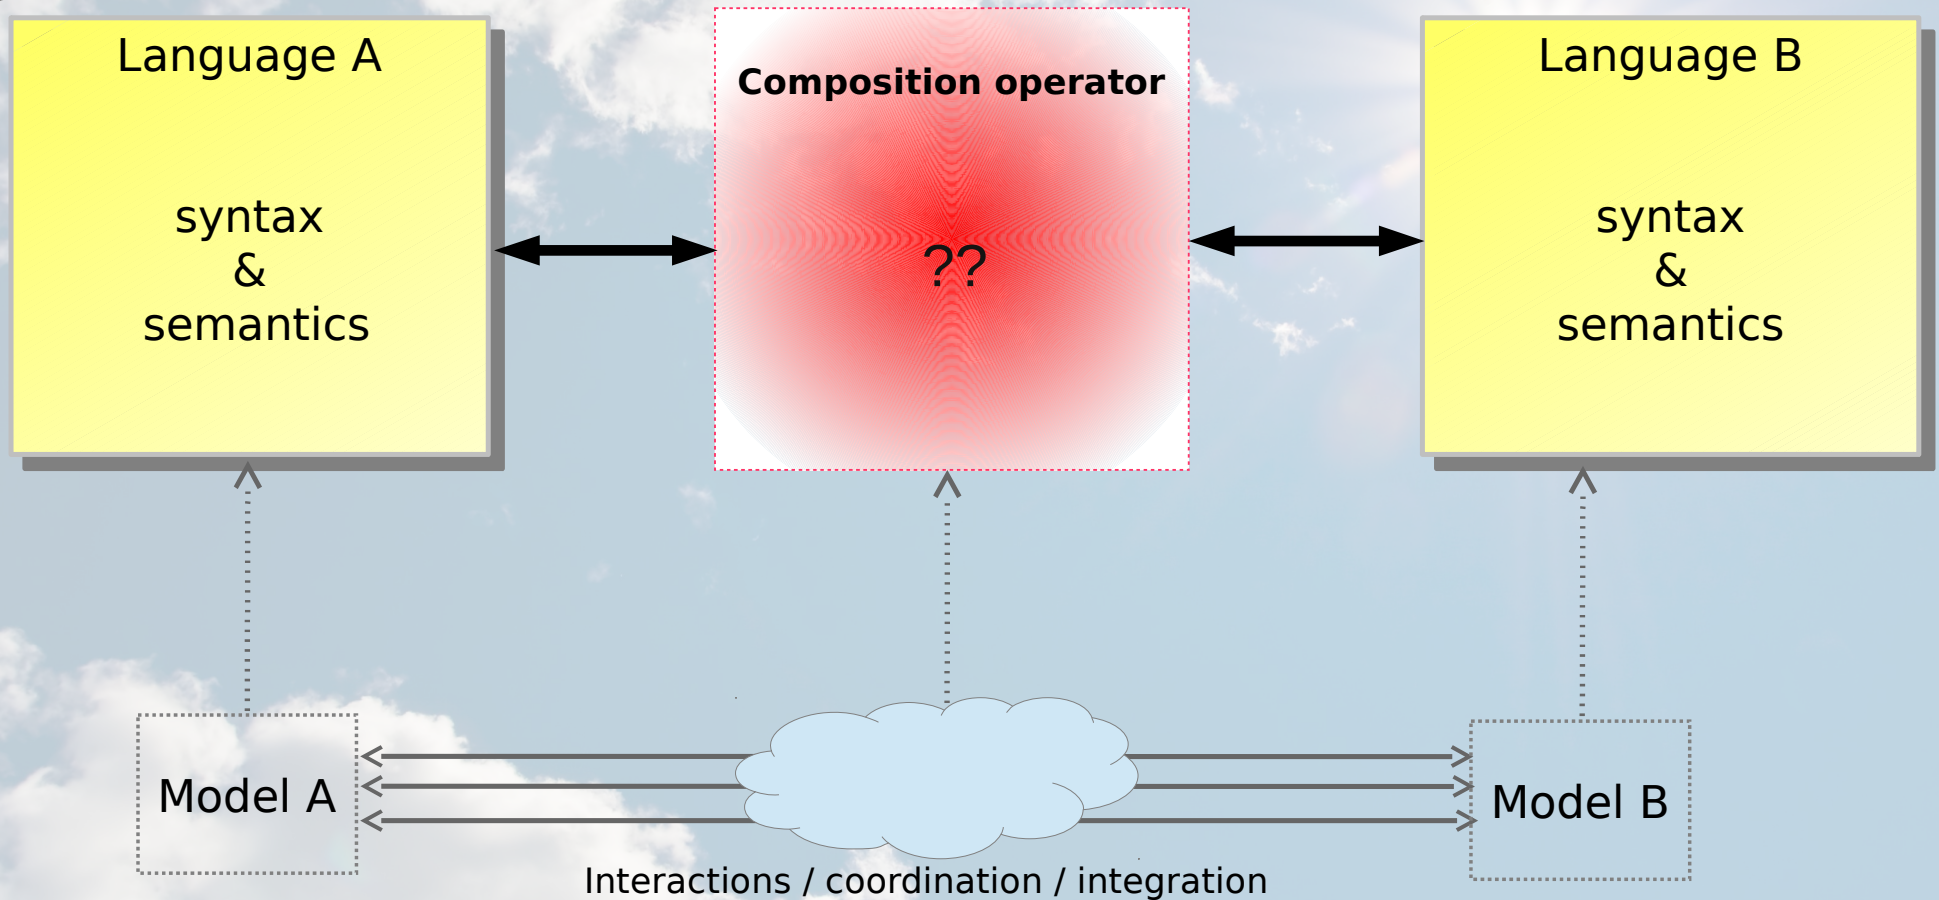 Language A
syntax
&
semantics
Composition operator
??
Language B
syntax
&
semantics
Model A
Model B
Interactions / coordination / integration